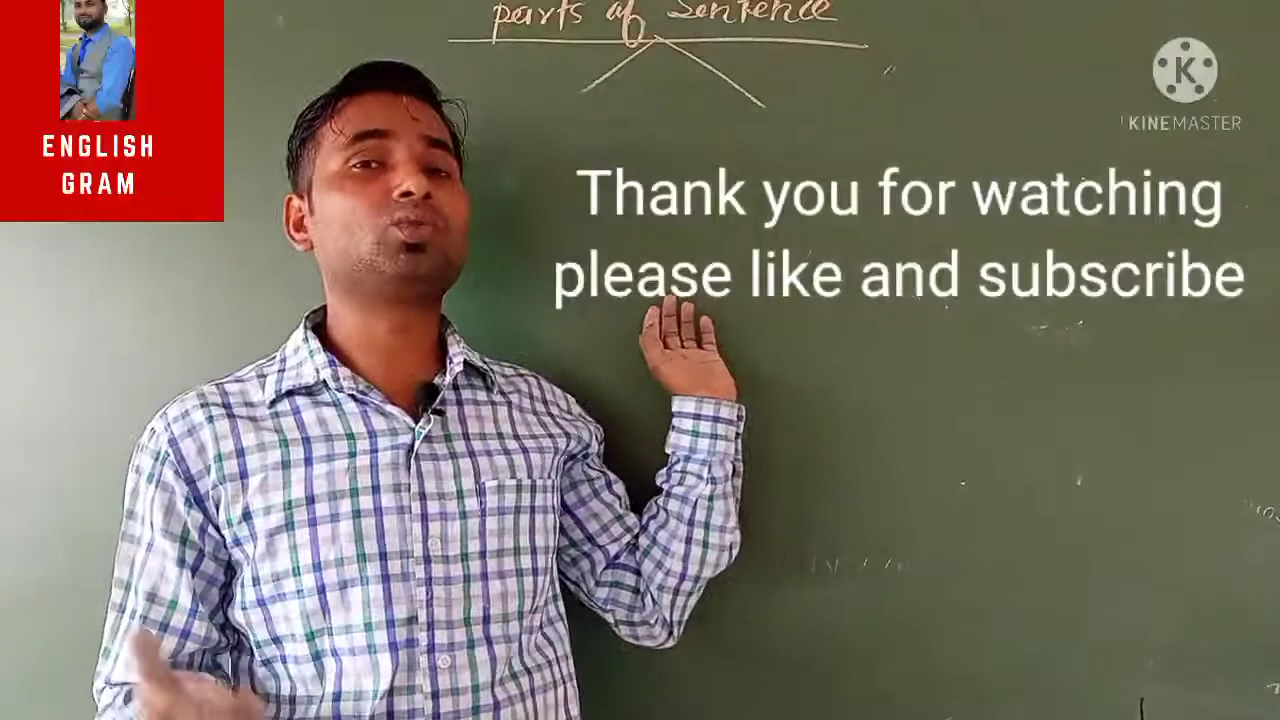 parts of Sentence
ENGLISH
GRAM
KINEMASTER
Thank you for watching
please like and subscribe